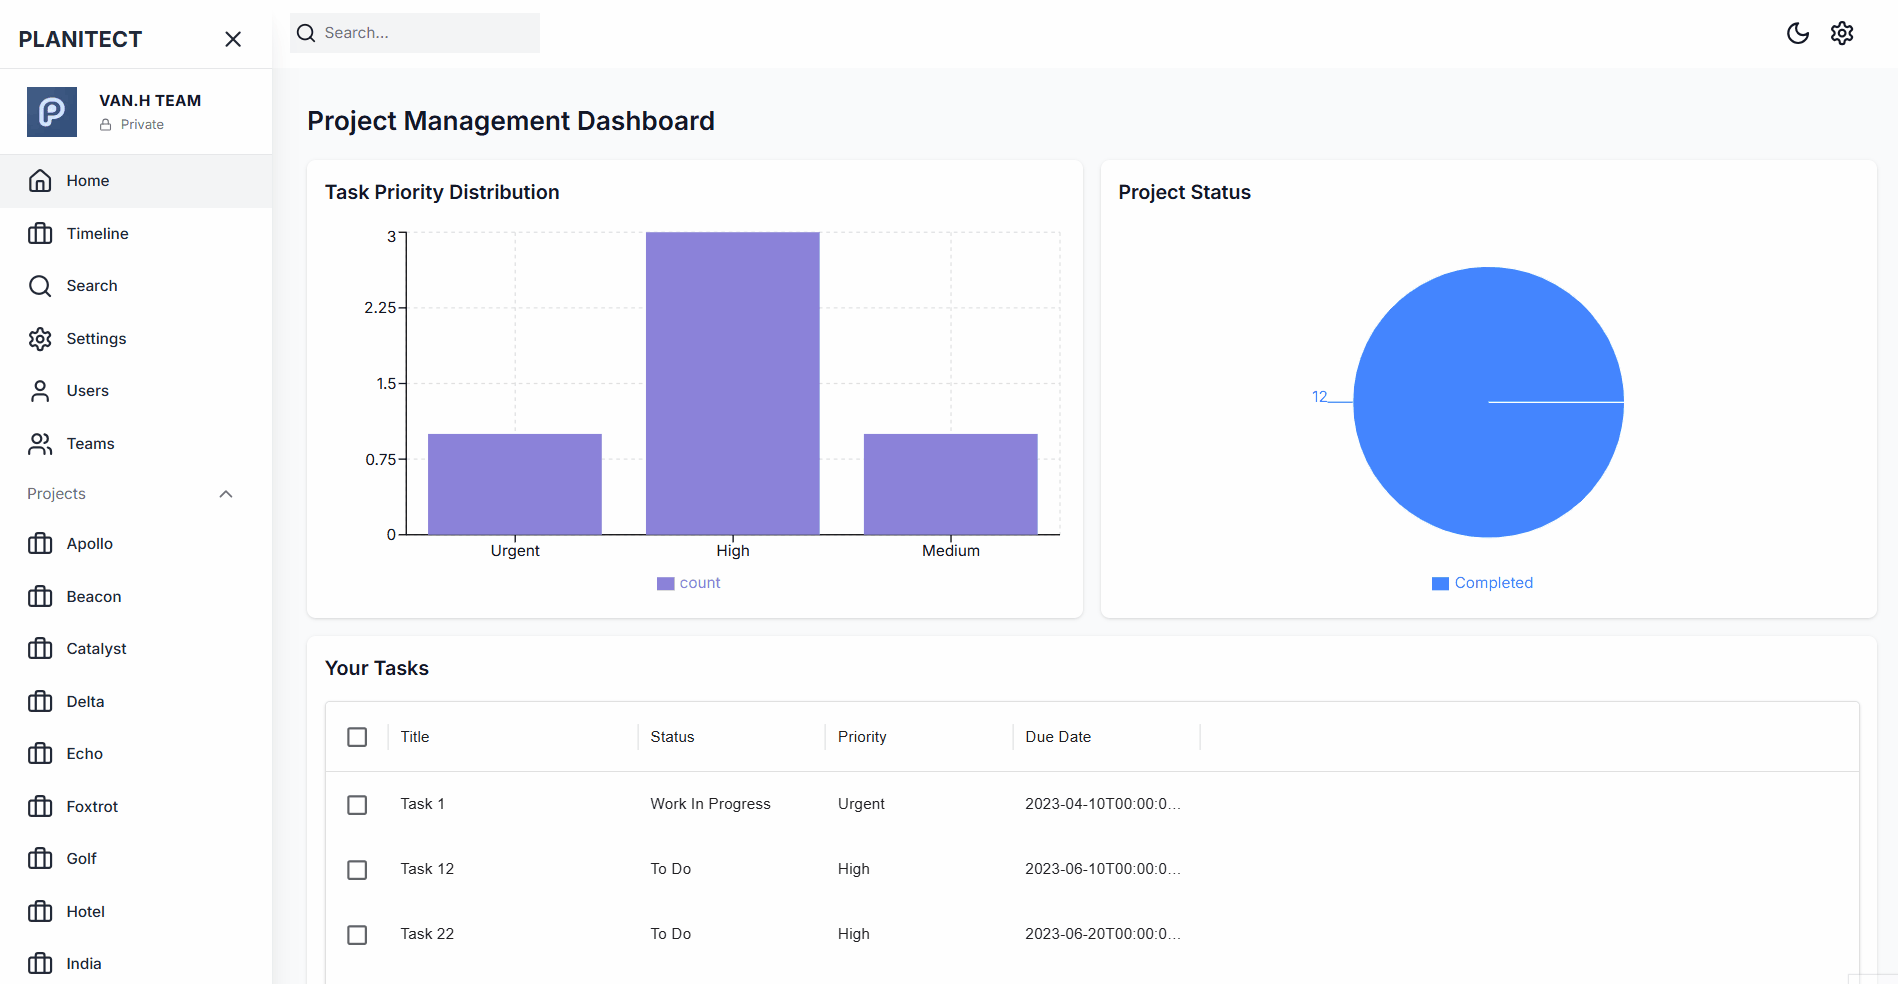 PLANITECT
Search...
VAN.H TEAM
Private
Home
Timeline
Search
Settings
Users
Teams
Projects
Apollo
Beacon
Catalyst
Delta
Echo
Foxtrot
Golf
Hotel
India
Project Management Dashboard
Task Priority Distribution
3
2.25
1.5
0.75
0
Urgent High Medium
count
Project Status
12
Completed
Your Tasks
Title Status Priority Due Date
Task 1 Work In Progress Urgent 2023-04-10T00:00:0...
Task 12 To Do High 2023-06-10T00:00:0...
Task 22 To Do High 2023-06-20T00:00:0...